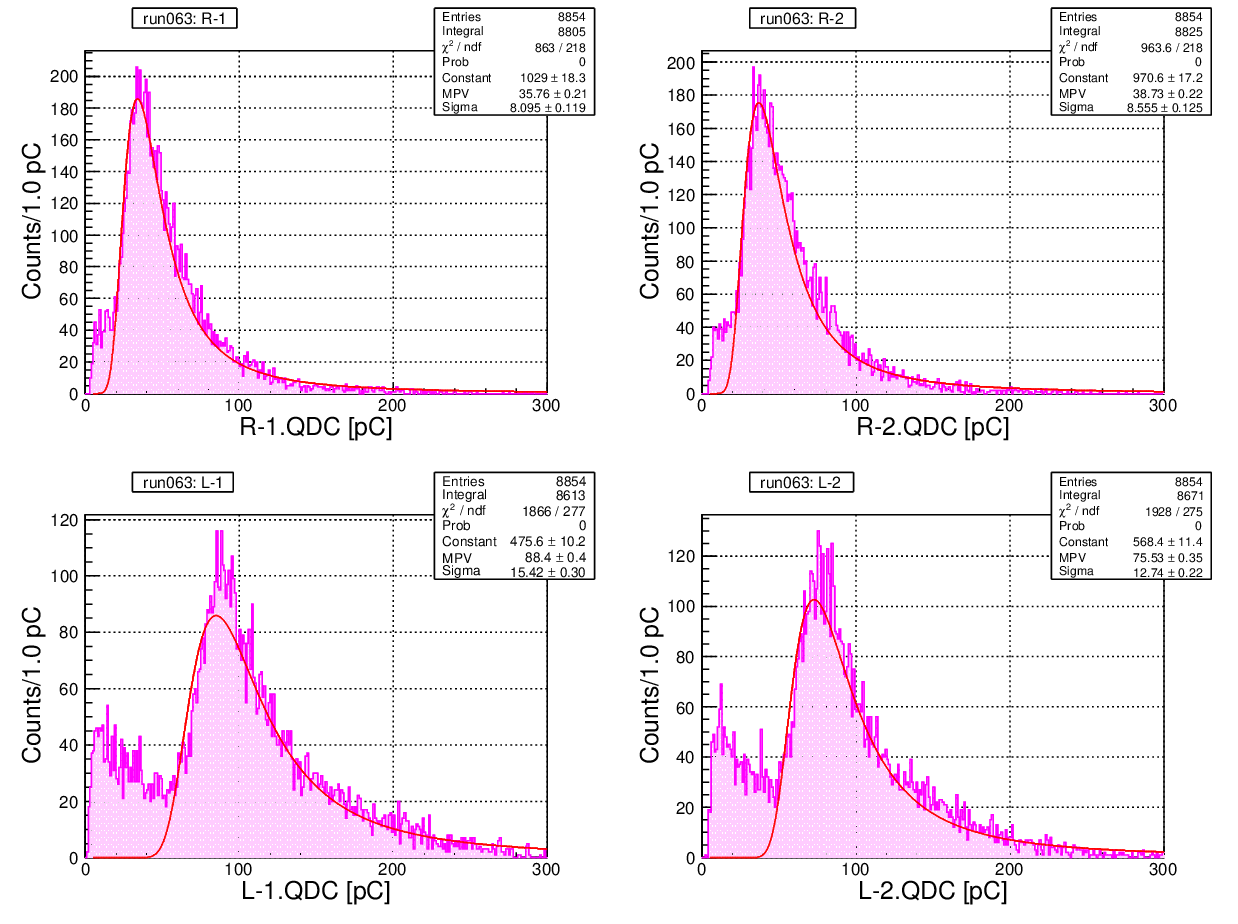 run063: R-1
Entries 8854
Integral 8805
χ² / ndf 863 / 218
Prob 0
Constant 1029 ± 18.3
MPV 35.76 ± 0.21
Sigma 8.095 ± 0.119
Counts/1.0 pC
200
180
160
140
120
100
80
60
40
20
0
0 100 200 300
R-1.QDC [pC]
run063: R-2
Entries 8854
Integral 8825
χ² / ndf 963.6 / 218
Prob 0
Constant 970.6 ± 17.2
MPV 38.73 ± 0.22
Sigma 8.555 ± 0.125
Counts/1.0 pC
200
180
160
140
120
100
80
60
40
20
0
0 100 200 300
R-2.QDC [pC]
run063: L-1
Entries 8854
Integral 8613
χ² / ndf 1866 / 277
Prob 0
Constant 475.6 ± 10.2
MPV 88.4 ± 0.4
Sigma 15.42 ± 0.30
Counts/1.0 pC
120
100
80
60
40
20
0
0 100 200 300
L-1.QDC [pC]
run063: L-2
Entries 8854
Integral 8671
χ² / ndf 1928 / 275
Prob 0
Constant 568.4 ± 11.4
MPV 75.53 ± 0.35
Sigma 12.74 ± 0.22
Counts/1.0 pC
120
100
80
60
40
20
0
0 100 200 300
L-2.QDC [pC]